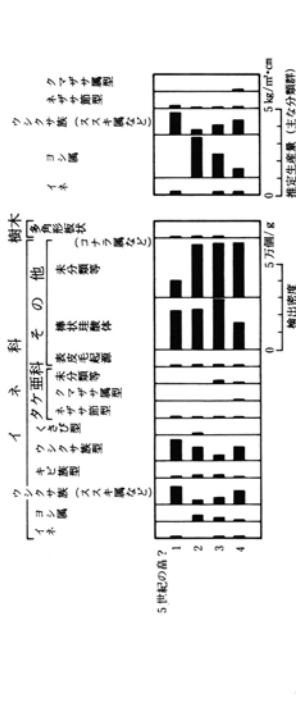 イネ科
樹木
イネ
ヨシ属
ウシクサ族(ススキ属など)
キビ族型
ウシクサ族型
くさび型
タケ亜科
ネザサ節型
クマザサ属型
未分類等
その他
表皮毛起源
棒状珪酸体
未分類等
多角形板状
(コナラ属など)
イネ
ヨシ属
ウシクサ族(ススキ属など)
ネザサ節型
クマザサ属型
5世紀の畠?
1
2
3
4
0
5万個/g
検出密度
0
5kg/m²・cm
推定生産量(主な分類群)